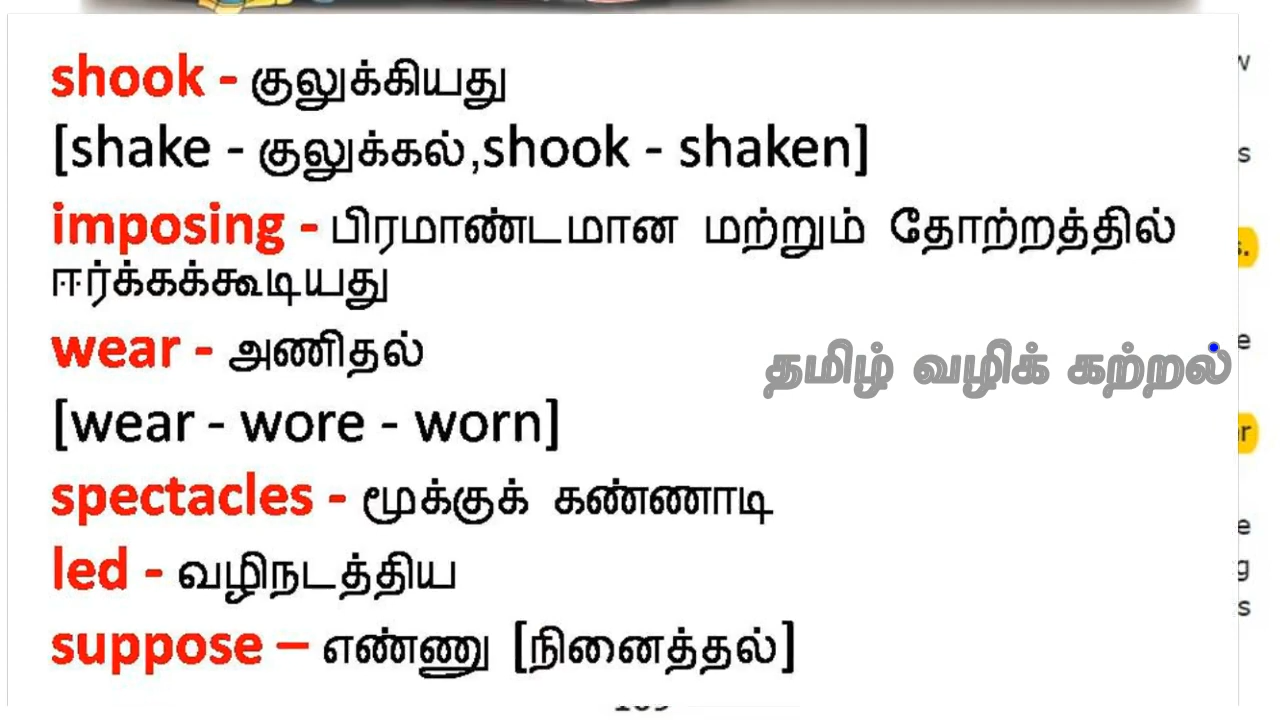 shook - குலுக்கியது
[shake - குலுக்கல்,shook - shaken]
imposing - பிரமாண்டமான மற்றும் தோற்றத்தில்
ஈர்க்கக்கூடியது
wear - அணிதல்
தமிழ் வழிக் கற்றல்
[wear - wore - worn]
spectacles - மூக்குக் கண்ணாடி
led - வழிநடத்திய
suppose – எண்ணு [நினைத்தல்]